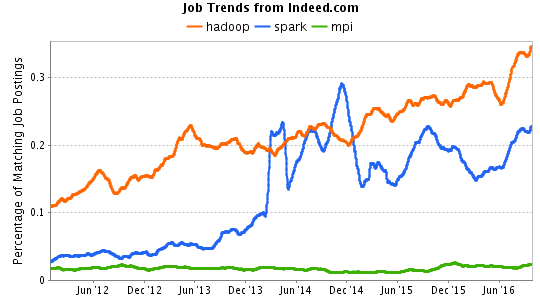 Job Trends from Indeed.com
hadoop spark mpi
Percentage of Matching Job Postings
0.3
0.2
0.1
0
Jun '12 Dec '12 Jun '13 Dec '13 Jun '14 Dec '14 Jun '15 Dec '15 Jun '16